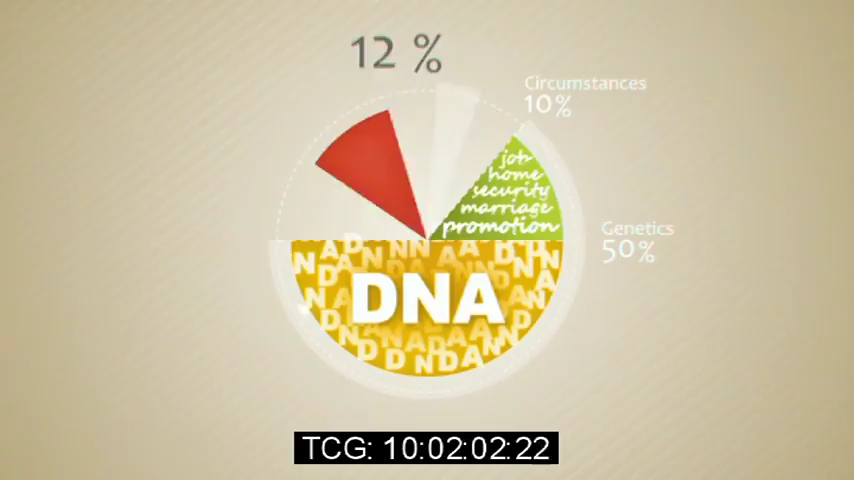 12 %
Circumstances
10%
job
home
security
marriage
promotion
Genetics
50%
DNA
TCG: 10:02:02:22